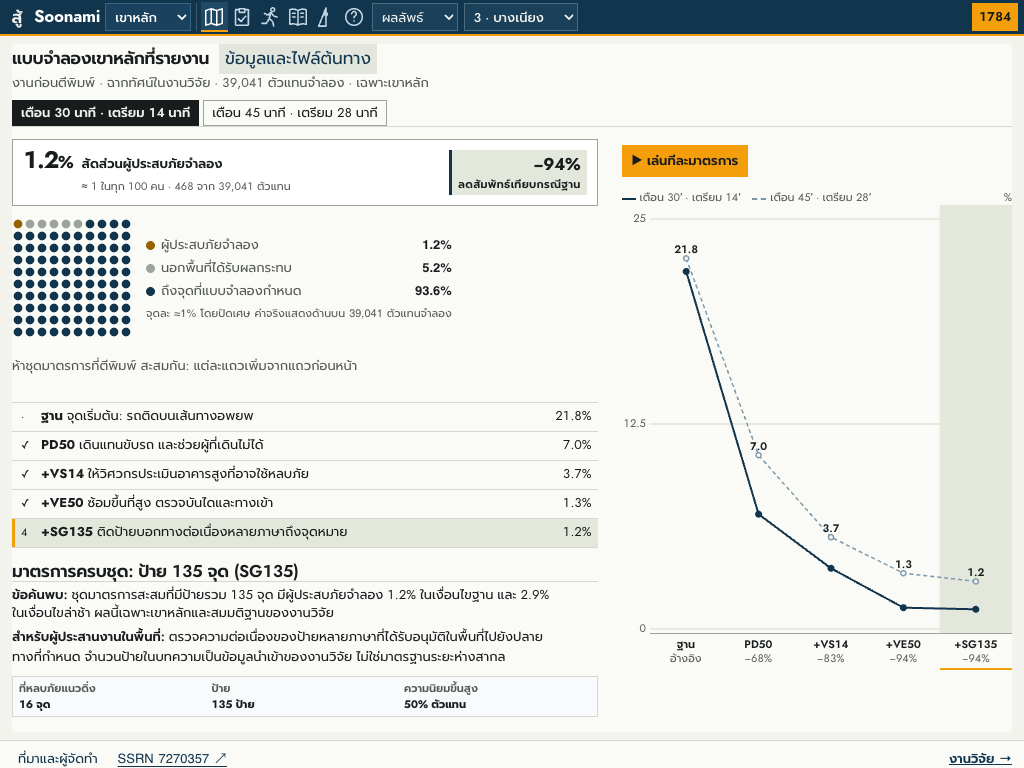 สู้ Soonami เขาหลัก ผลลัพธ์ 3 · บางเนียง 1784
แบบจำลองเขาหลักที่รายงาน ข้อมูลและไฟล์ต้นทาง
งานก่อนตีพิมพ์ · ฉากทัศน์ในงานวิจัย · 39,041 ตัวแทนจำลอง · เฉพาะเขาหลัก
เตือน 30 นาที · เตรียม 14 นาที เตือน 45 นาที · เตรียม 28 นาที
1.2% สัดส่วนผู้ประสบภัยจำลอง
≈ 1 ในทุก 100 คน · 468 จาก 39,041 ตัวแทน
−94%
ลดสัมพัทธ์เทียบกรณีฐาน
ผู้ประสบภัยจำลอง 1.2%
นอกพื้นที่ได้รับผลกระทบ 5.2%
ถึงจุดที่แบบจำลองกำหนด 93.6%
จุดละ ≈1% โดยปัดเศษ ค่าจริงแสดงด้านบน 39,041 ตัวแทนจำลอง
ห้าชุดมาตรการที่ตีพิมพ์ สะสมกัน: แต่ละแถวเพิ่มจากแถวก่อนหน้า
· ฐาน จุดเริ่มต้น: รถติดบนเส้นทางอพยพ 21.8%
✓ PD50 เดินแทนขับรถ และช่วยผู้ที่เดินไม่ได้ 7.0%
✓ +VS14 ให้วิศวกรประเมินอาคารสูงที่อาจใช้หลบภัย 3.7%
✓ +VE50 ซ้อมขึ้นที่สูง ตรวจบันไดและทางเข้า 1.3%
4 +SG135 ติดป้ายบอกทางต่อเนื่องหลายภาษาถึงจุดหมาย 1.2%
มาตรการครบชุด: ป้าย 135 จุด (SG135)
ข้อค้นพบ: ชุดมาตรการสะสมที่มีป้ายรวม 135 จุด มีผู้ประสบภัยจำลอง 1.2% ในเงื่อนไขฐาน และ 2.9%
ในเงื่อนไขล่าช้า ผลนี้เฉพาะเขาหลักและสมมติฐานของงานวิจัย
สำหรับผู้ประสานงานในพื้นที่: ตรวจความต่อเนื่องของป้ายหลายภาษาที่ได้รับอนุมัติในพื้นที่ไปยังปลาย
ทางที่กำหนด จำนวนป้ายในบทความเป็นข้อมูลนำเข้าของงานวิจัย ไม่ใช่มาตรฐานระยะห่างสากล
ที่หลบภัยแนวดิ่ง ป้าย ความนิยมขึ้นสูง
16 จุด 135 ป้าย 50% ตัวแทน
▶ เล่นทีละมาตรการ
เตือน 30′ · เตรียม 14′ เตือน 45′ · เตรียม 28′ %
25
21.8
12.5
7.0
3.7
1.3
1.2
0
ฐาน PD50 +VS14 +VE50 +SG135
อ้างอิง −68% −83% −94% −94%
ที่มาและผู้จัดทำ SSRN 7270357 ↗ งานวิจัย →